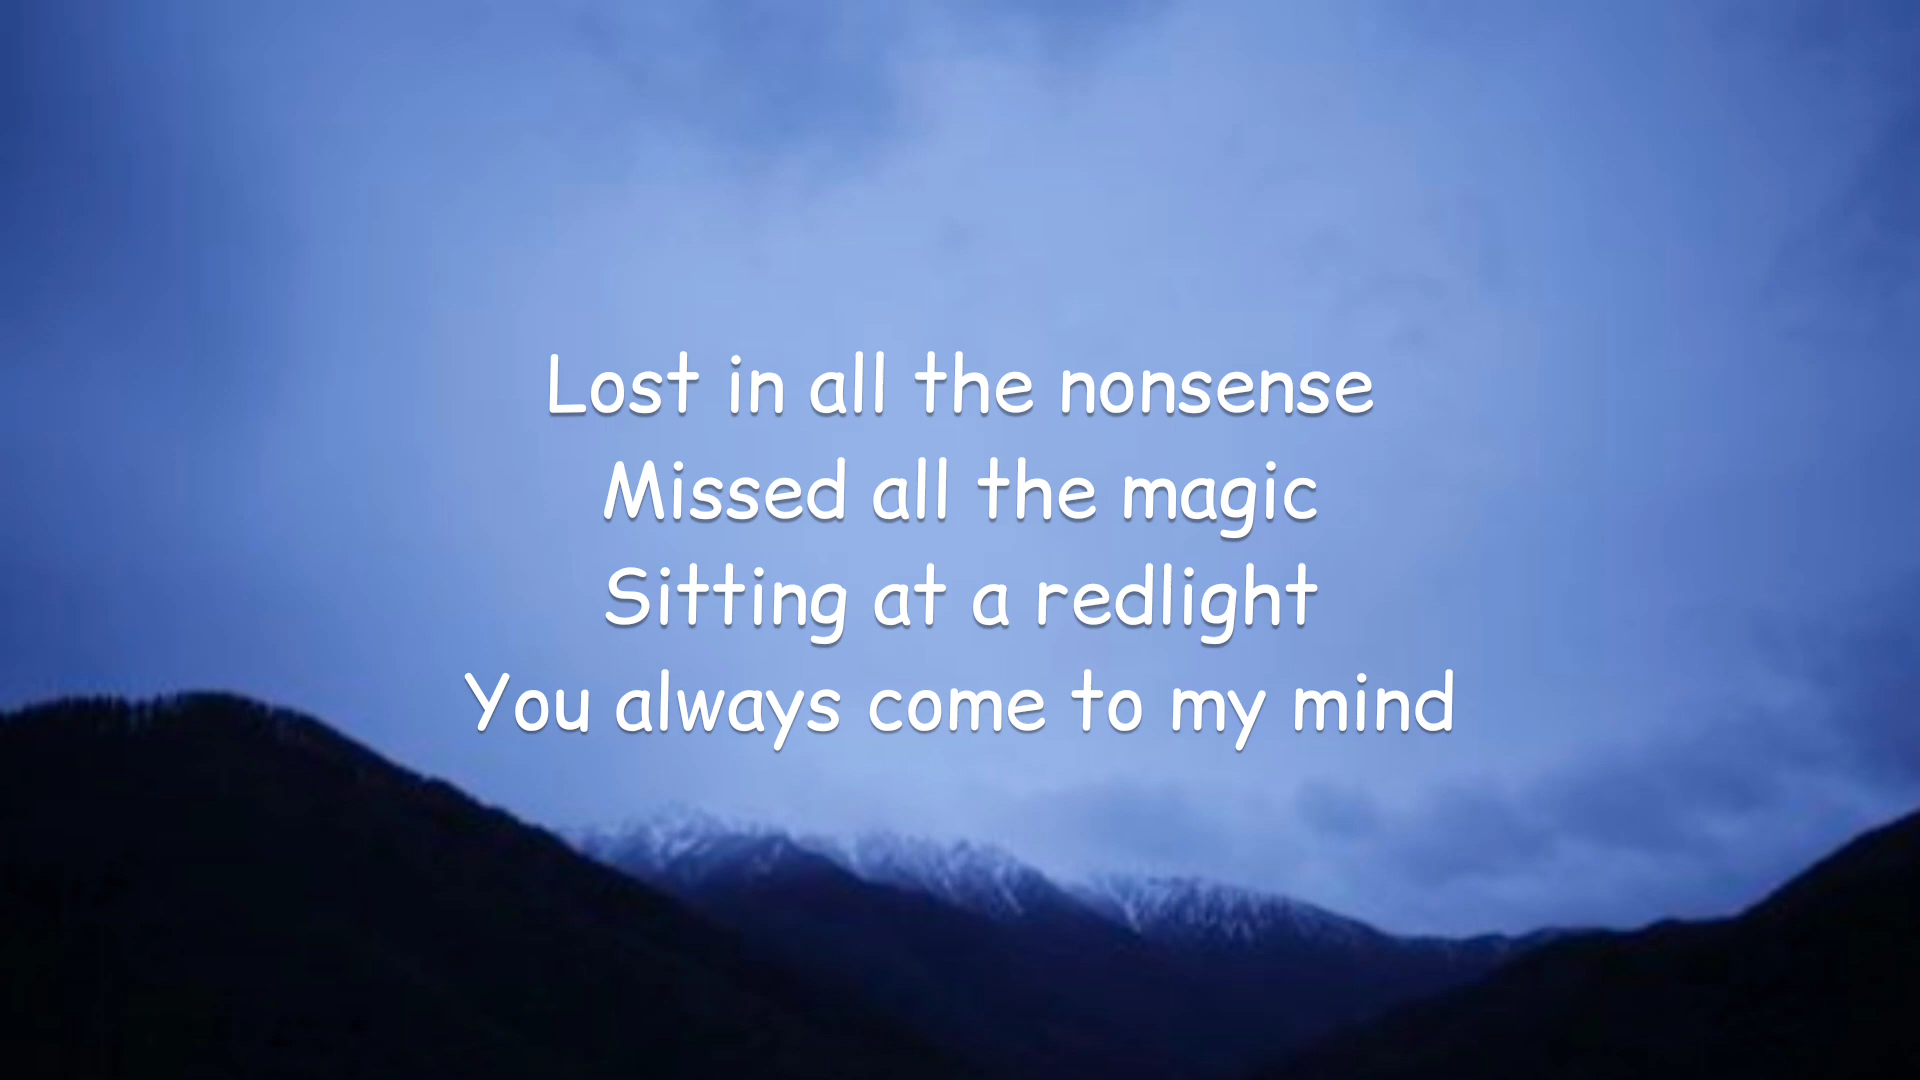 Lost in all the nonsense
Missed all the magic
Sitting at a redlight
You always come to my mind